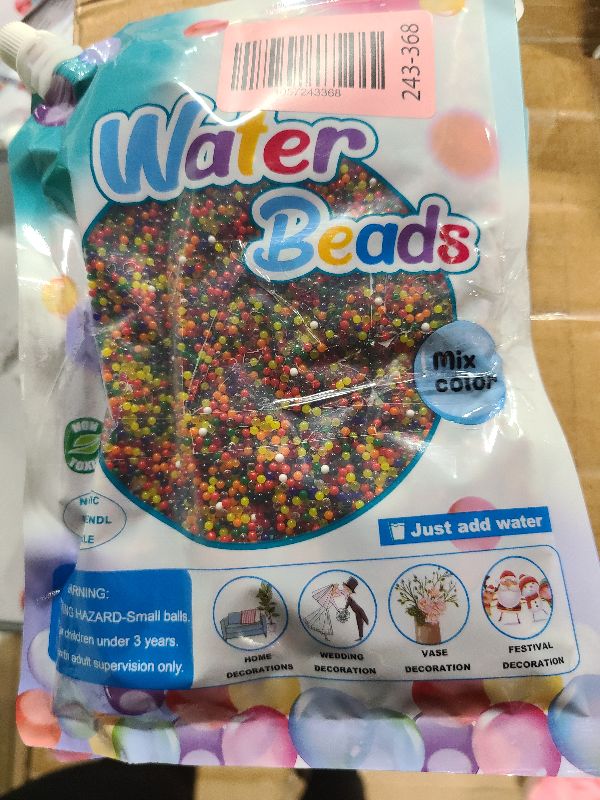 243-368
Water
Beads
Mix
color
NON
Just add water
HAZARD-Small balls.
children under 3 years.
adult supervision only.
HOME
DECORATIONS
WEDDING
DECORATION
VASE
DECORATION
FESTIVAL
DECORATION